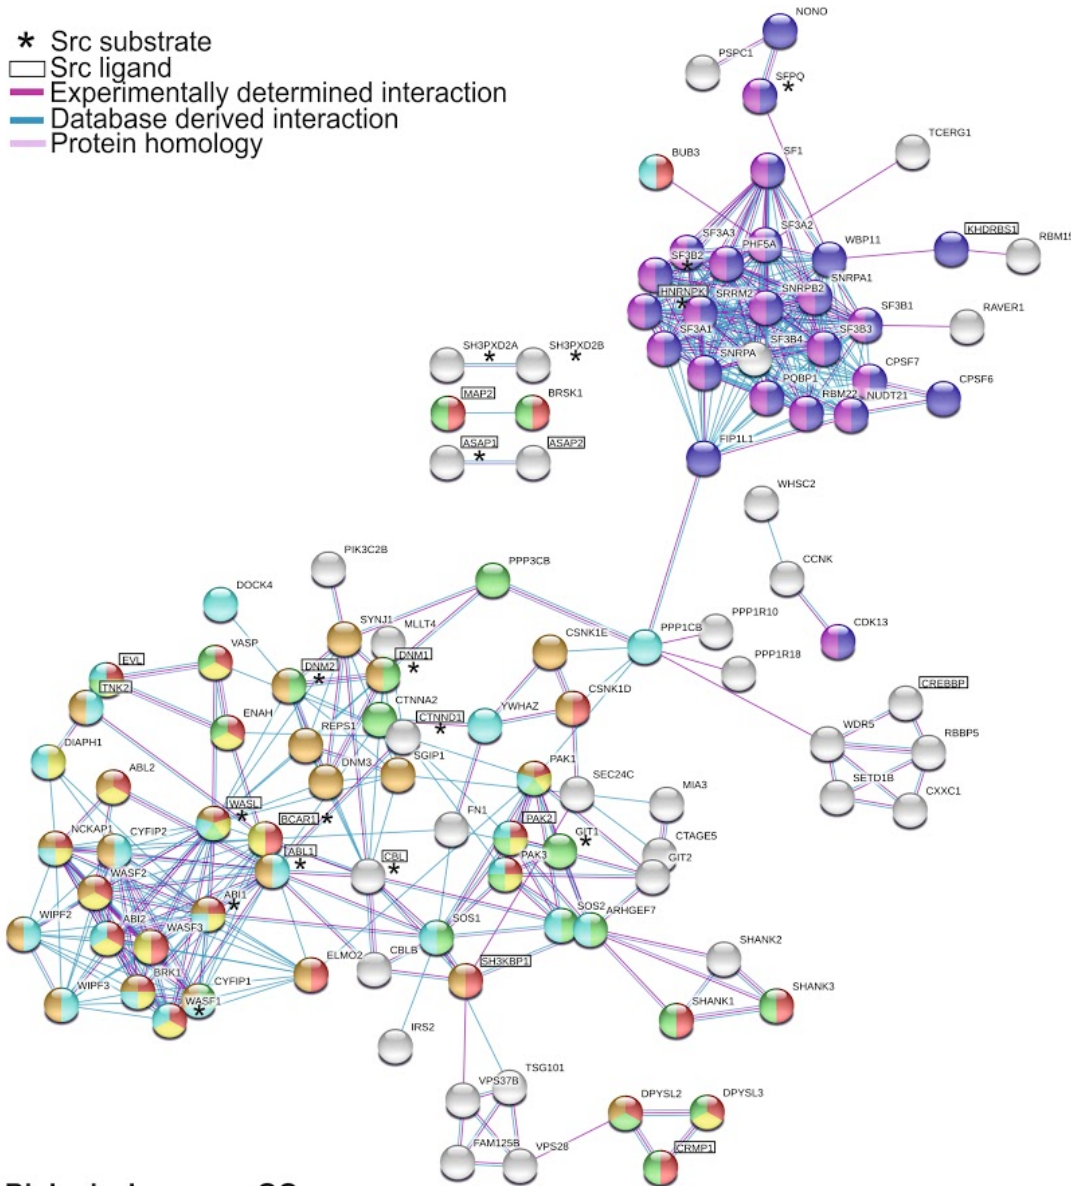 * Src substrate
Src ligand
Experimentally determined interaction
Database derived interaction
Protein homology
NONO
PSPC1
SFPQ
*
TCERG1
BUB3
SF1
SF3A3
SF3A2
PHF5A
WBP11
KHDRBS1
RBM15
SF3B2
*
SNRPA1
HNRNPK
*
SRRM2
SNRPB2
SF3B1
RAVER1
SF3A1
SF3B4
SF3B3
SNRPA
CPSF7
CPSF6
PQBP1
RBM22
NUDT21
FIP1L1
SH3PXD2A
*
SH3PXD2B
*
MAP2
BRSK1
ASAP1
*
ASAP2
WHSC2
CCNK
CDK13
PIK3C2B
PPP3CB
DOCK4
SYNJ1
MLLT4
PPP1CB
PPP1R10
CSNK1E
VASP
EVL
DNM2
*
DNM1
*
PPP1R18
TNK2
CTNNA2
CSNK1D
CREBBP
ENAH
REPS1
CTNND1
*
YWHAZ
WDR5
RBBP5
DIAPH1
ABL2
DNM3
SGIP1
PAK1
SEC24C
MIA3
SETD1B
CXXC1
WASL
*
BCAR1 *
FN1
PAK2
GIT1
*
CTAGE5
NCKAP1
CYFIP2
ABL1
*
CBL
*
PAK3
GIT2
WASF2
ABI1
*
WIPF2
ABI2
WASF3
SOS1
SOS2
ARHGEF7
SHANK2
BRK1
CYFIP1
ELMO2
CBLB
SH3KBP1
WIPF3
WASF1
*
SHANK1
SHANK3
IRS2
VPS37B
TSG101
DPYSL2
DPYSL3
FAM125B
VPS28
CRMP1